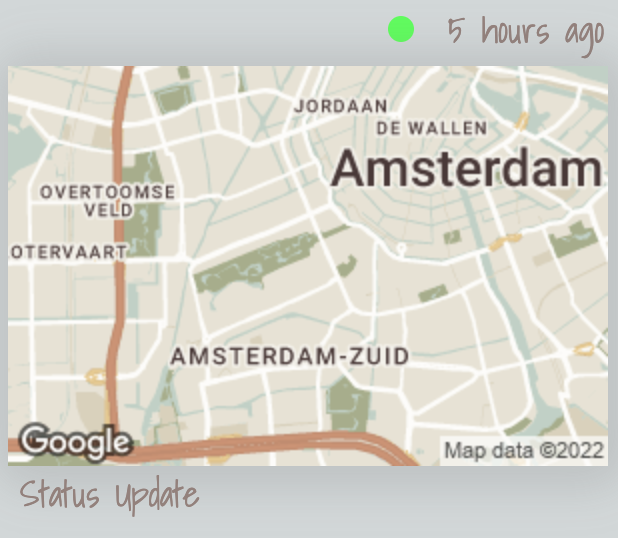 5 hours ago
JORDAAN
DE WALLEN
Amsterdam
OVERTOOMSE
VELD
OTERVAART
AMSTERDAM-ZUID
Google
Map data ©2022
Status Update